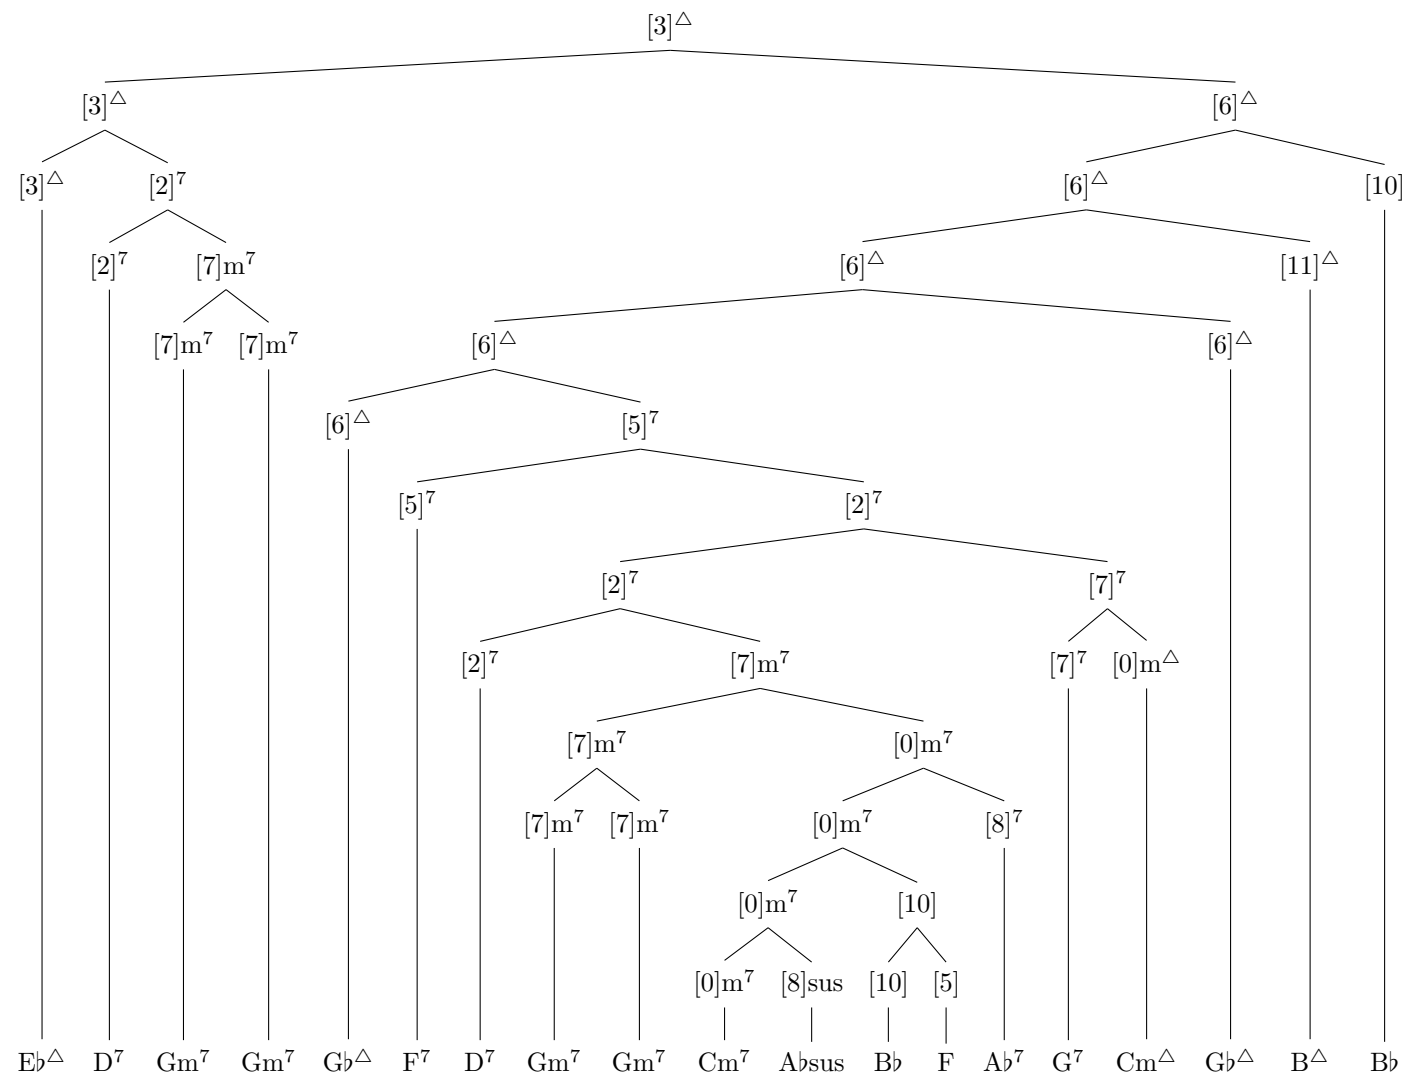 [3]△
[3]△ [6]△
[3]△ [2]⁷ [6]△ [10]
[2]⁷ [7]m⁷ [6]△ [11]△
[7]m⁷ [7]m⁷ [6]△ [6]△
[6]△ [5]⁷
[5]⁷ [2]⁷
[2]⁷ [7]⁷
[2]⁷ [7]m⁷ [7]⁷ [0]m△
[7]m⁷ [0]m⁷
[7]m⁷ [7]m⁷ [0]m⁷ [8]⁷
[0]m⁷ [10]
[0]m⁷ [8]sus [10] [5]
E♭△ D⁷ Gm⁷ Gm⁷ G♭△ F⁷ D⁷ Gm⁷ Gm⁷ Cm⁷ A♭sus B♭ F A♭⁷ G⁷ Cm△ G♭△ B△ B♭